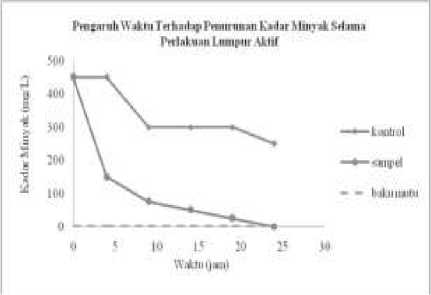 Pengaruh Waktu Terhadap Penurunan Kadar Minyak Selama
Perlakuan Lumpur Aktif
Kadar Minyak (mg/L)
500
400
300
200
100
0
0 5 10 15 20 25 30
Waktu (jam)
kontrol
sampel
baku mutu